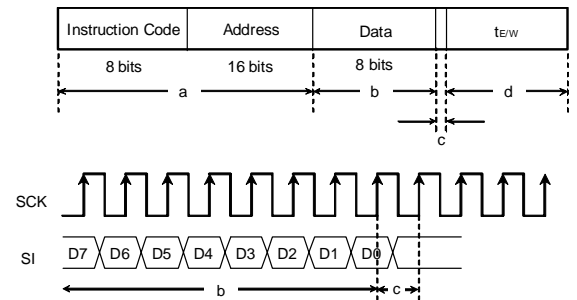 Instruction Code Address Data tE/W
8 bits 16 bits 8 bits
a b d
c
SCK
SI D7 D6 D5 D4 D3 D2 D1 D0
b c